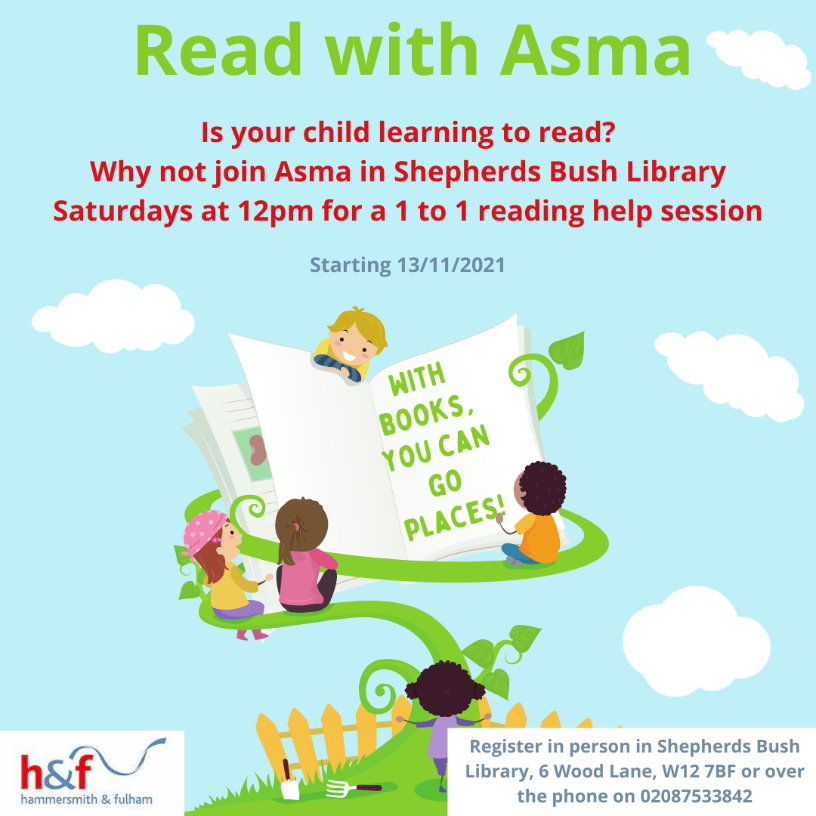 Read with Asma
Is your child learning to read?
Why not join Asma in Shepherds Bush Library
Saturdays at 12pm for a 1 to 1 reading help session
Starting 13/11/2021
WITH
BOOKS,
YOU CAN
GO
PLACES!
h&f
hammersmith & fulham
Register in person in Shepherds Bush
Library, 6 Wood Lane, W12 7BF or over
the phone on 02087533842